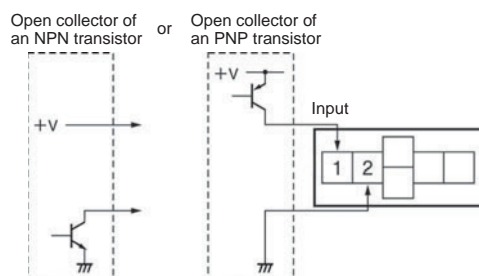 Open collector of
an NPN transistor
or
Open collector of
an PNP transistor
+V
+V
Input
1 2